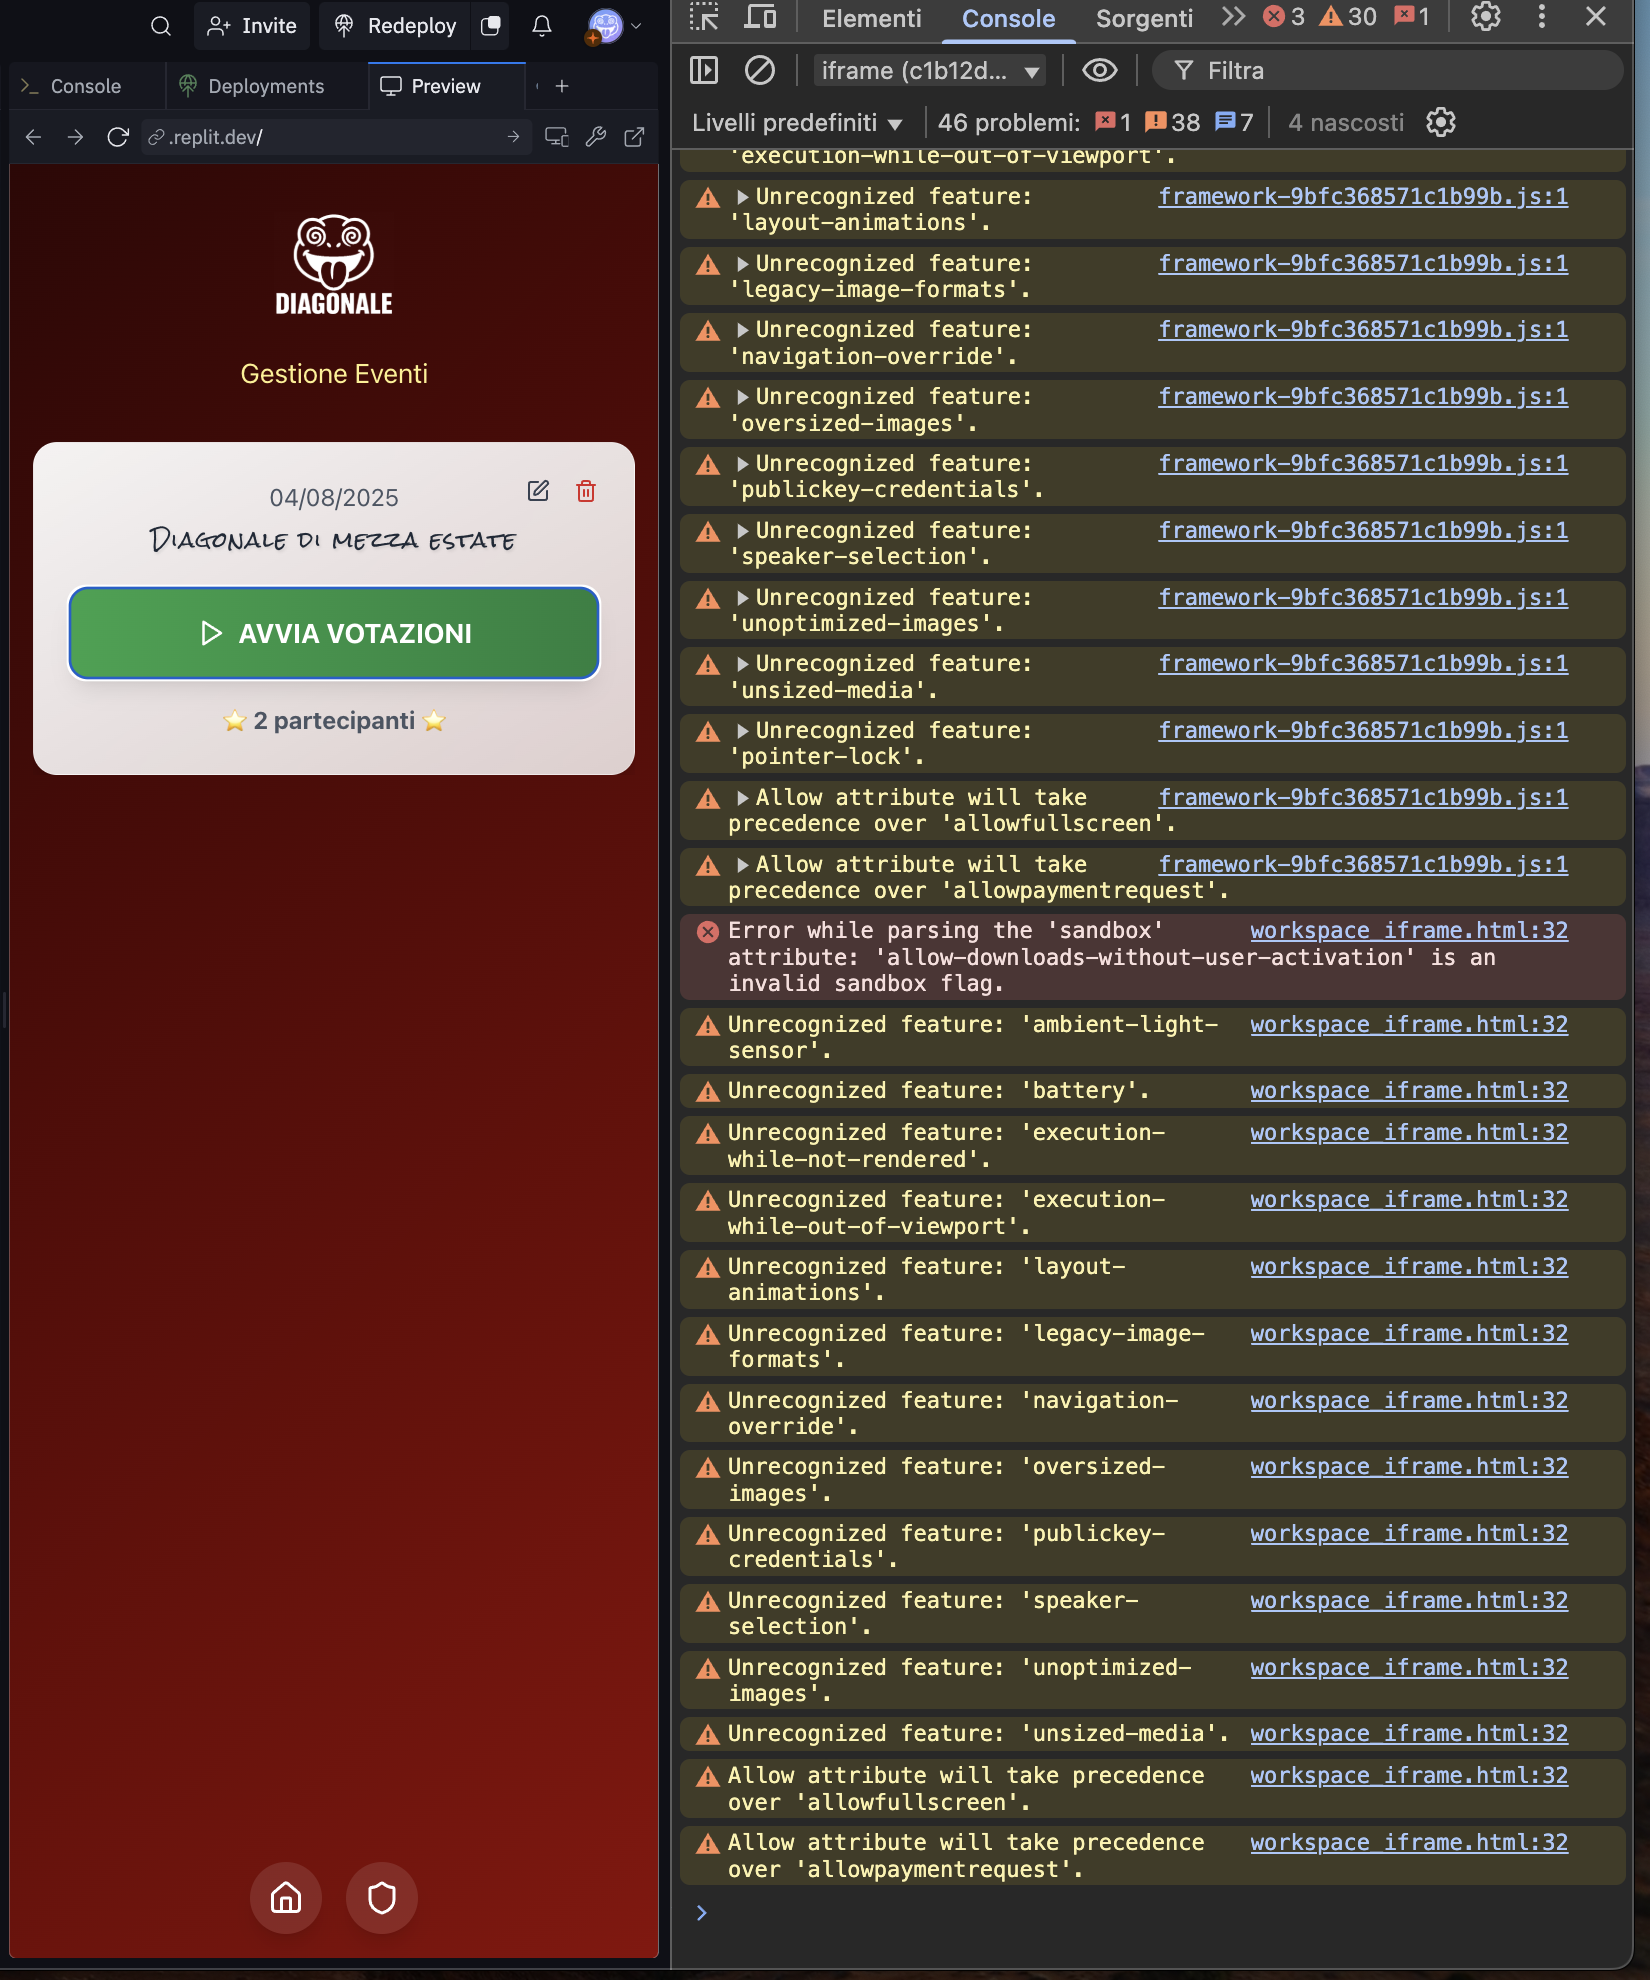 Invite
Redeploy
Console
Deployments
Preview
.replit.dev/
DIAGONALE
Gestione Eventi
04/08/2025
Diagonale di mezza estate
AVVIA VOTAZIONI
⭐ 2 partecipanti ⭐
Elementi
Console
Sorgenti
3
30
1
iframe (c1b12d...
Filtra
Livelli predefiniti
46 problemi:
1
38
7
4 nascosti
'execution-while-out-of-viewport'.
Unrecognized feature: framework-9bfc368571c1b99b.js:1
'layout-animations'.
Unrecognized feature: framework-9bfc368571c1b99b.js:1
'legacy-image-formats'.
Unrecognized feature: framework-9bfc368571c1b99b.js:1
'navigation-override'.
Unrecognized feature: framework-9bfc368571c1b99b.js:1
'oversized-images'.
Unrecognized feature: framework-9bfc368571c1b99b.js:1
'publickey-credentials'.
Unrecognized feature: framework-9bfc368571c1b99b.js:1
'speaker-selection'.
Unrecognized feature: framework-9bfc368571c1b99b.js:1
'unoptimized-images'.
Unrecognized feature: framework-9bfc368571c1b99b.js:1
'unsized-media'.
Unrecognized feature: framework-9bfc368571c1b99b.js:1
'pointer-lock'.
Allow attribute will take framework-9bfc368571c1b99b.js:1
precedence over 'allowfullscreen'.
Allow attribute will take framework-9bfc368571c1b99b.js:1
precedence over 'allowpaymentrequest'.
Error while parsing the 'sandbox' workspace_iframe.html:32
attribute: 'allow-downloads-without-user-activation' is an
invalid sandbox flag.
Unrecognized feature: 'ambient-light- workspace_iframe.html:32
sensor'.
Unrecognized feature: 'battery'. workspace_iframe.html:32
Unrecognized feature: 'execution- workspace_iframe.html:32
while-not-rendered'.
Unrecognized feature: 'execution- workspace_iframe.html:32
while-out-of-viewport'.
Unrecognized feature: 'layout- workspace_iframe.html:32
animations'.
Unrecognized feature: 'legacy-image- workspace_iframe.html:32
formats'.
Unrecognized feature: 'navigation- workspace_iframe.html:32
override'.
Unrecognized feature: 'oversized- workspace_iframe.html:32
images'.
Unrecognized feature: 'publickey- workspace_iframe.html:32
credentials'.
Unrecognized feature: 'speaker- workspace_iframe.html:32
selection'.
Unrecognized feature: 'unoptimized- workspace_iframe.html:32
images'.
Unrecognized feature: 'unsized-media'. workspace_iframe.html:32
Allow attribute will take precedence workspace_iframe.html:32
over 'allowfullscreen'.
Allow attribute will take precedence workspace_iframe.html:32
over 'allowpaymentrequest'.